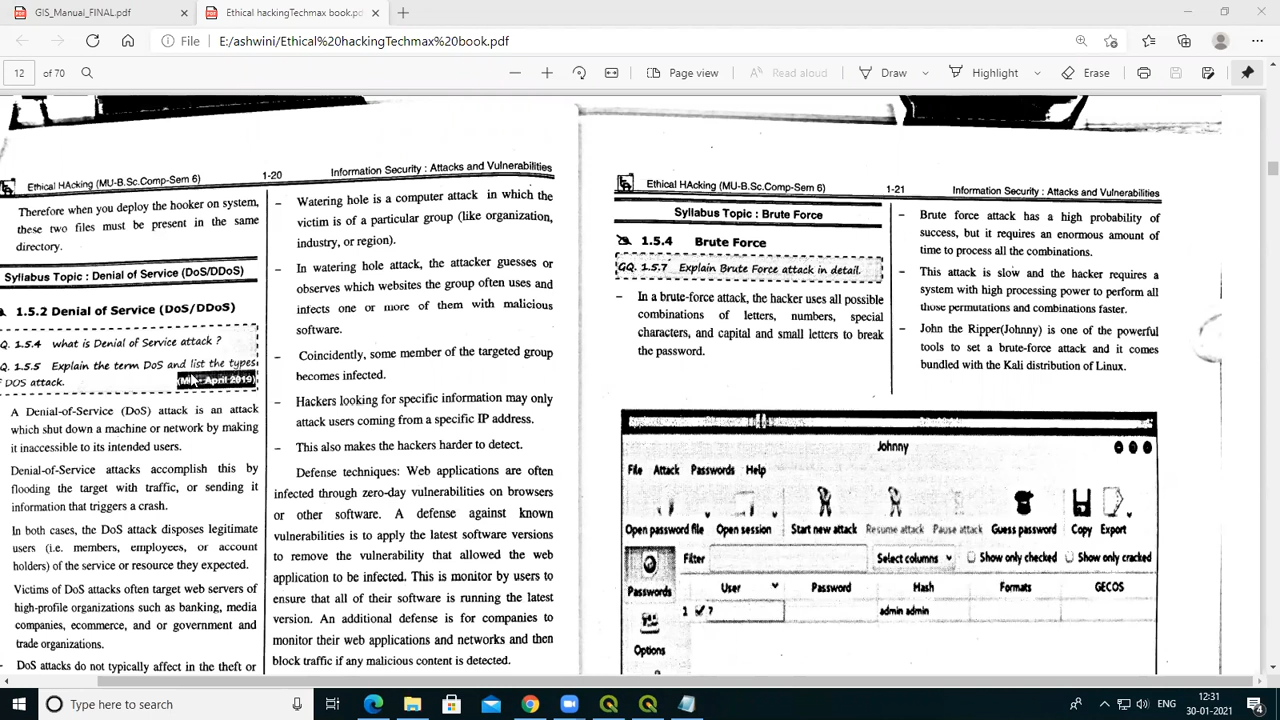 GIS_Manual_FINAL.pdf
Ethical hackingTechmax book.pd
File
E:/ashwini/Ethical%20hackingTechmax%20book.pdf
12 of 70
Page view
Read aloud
Draw
Highlight
Erase
Ethical HAcking (MU-B.Sc.Comp-Sem 6) 1-20 Information Security : Attacks and Vulnerabilities
Therefore when you deploy the hooker on system,
these two files must be present in the same
directory.
Syllabus Topic : Denial of Service (DoS/DDoS)
1.5.2 Denial of Service (DoS/DDoS)
Q. 1.5.4 what is Denial of Service attack ?
Q. 1.5.5 Explain the term DoS and list the types
DOS attack.
April 2019)
A Denial-of-Service (DoS) attack is an attack
which shut down a machine or network by making
it inaccessible to its intended users.
Denial-of-Service attacks accomplish this by
flooding the target with traffic, or sending it
information that triggers a crash.
In both cases, the DoS attack disposes legitimate
users (i.e. members, employees, or account
holders) of the service or resource they expected.
Victims of DoS attacks often target web servers of
high-profile organizations such as banking, media
companies, ecommerce, and or government and
trade organizations.
– DoS attacks do not typically affect in the theft or
– Watering hole is a computer attack in which the
victim is of a particular group (like organization,
industry, or region).
– In watering hole attack, the attacker guesses or
observes which websites the group often uses and
infects one or more of them with malicious
software.
– Coincidently, some member of the targeted group
becomes infected.
– Hackers looking for specific information may only
attack users coming from a specific IP address.
– This also makes the hackers harder to detect.
Defense techniques: Web applications are often
infected through zero-day vulnerabilities on browsers
or other software. A defense against known
vulnerabilities is to apply the latest software versions
to remove the vulnerability that allowed the web
application to be infected. This is monitor by users to
ensure that all of their software is running the latest
version. An additional defense is for companies to
monitor their web applications and networks and then
block traffic if any malicious content is detected.
Ethical HAcking (MU-B.Sc.Comp-Sem 6) 1-21 Information Security : Attacks and Vulnerabilities
Syllabus Topic : Brute Force
1.5.4 Brute Force
GQ. 1.5.7 Explain Brute Force attack in detail.
– In a brute-force attack, the hacker uses all possible
combinations of letters, numbers, special
characters, and capital and small letters to break
the password.
– Brute force attack has a high probability of
success, but it requires an enormous amount of
time to process all the combinations.
– This attack is slow and the hacker requires a
system with high processing power to perform all
those permutations and combinations faster.
– John the Ripper(Johnny) is one of the powerful
tools to set a brute-force attack and it comes
bundled with the Kali distribution of Linux.
Johnny
File Attack Passwords Help
Open password file Open session Start new attack Resume attack Pause attack Guess password Copy Export
Filter Select columns Show only checked Show only cracked
Passwords
User Password Hash Formats GECOS
1 7 admin admin
Options
Type here to search
ENG
12:31
30-01-2021
4